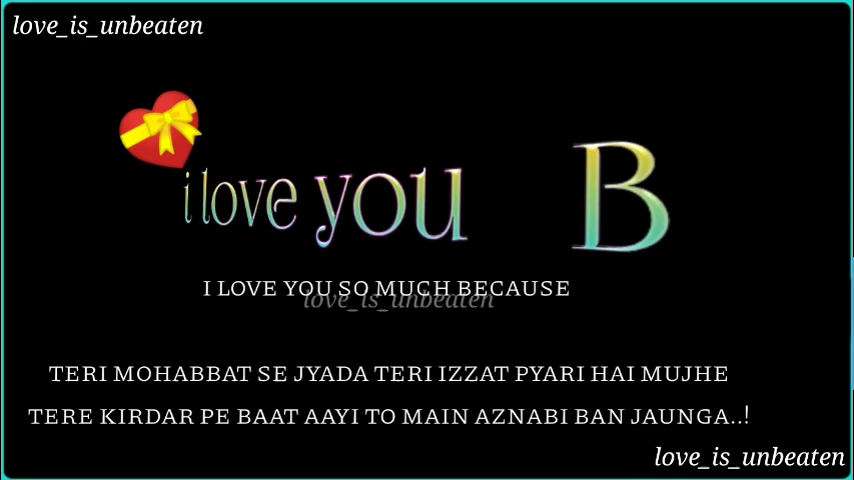 love_is_unbeaten
i love you B
I LOVE YOU SO MUCH BECAUSE
love_is_unbeaten
TERI MOHABBAT SE JYADA TERI IZZAT PYARI HAI MUJHE
TERE KIRDAR PE BAAT AAYI TO MAIN AZNABI BAN JAUNGA..!
love_is_unbeaten